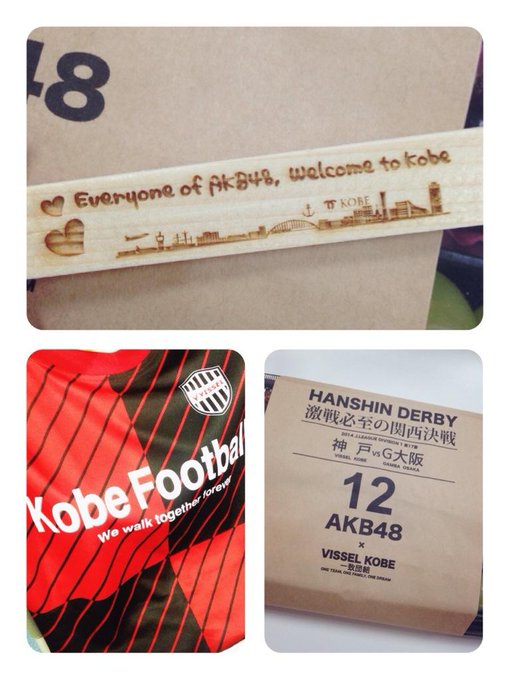 48
Everyone of AKB48, Welcome to Kobe
KOBE
VISSEL
Kobe Football
We walk together forever
HANSHIN DERBY
激戦必至の関西決戦
2014 J.LEAGUE DIVISION 1 第17節
神戸 vs G大阪
VISSEL KOBE GAMBA OSAKA
12
AKB48
×
VISSEL KOBE
一致団結
ONE TEAM, ONE FAMILY, ONE DREAM